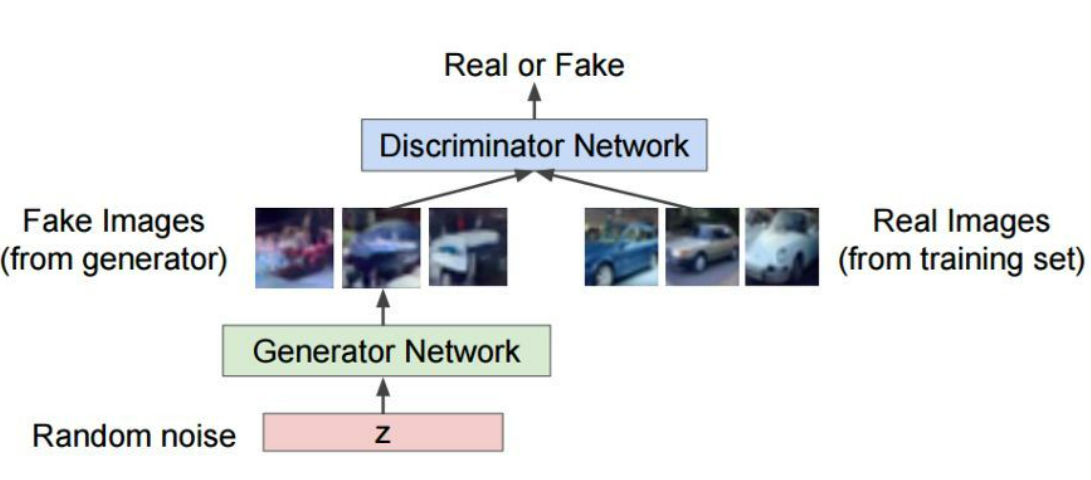 Real or Fake
Discriminator Network
Fake Images
(from generator)
Real Images
(from training set)
Generator Network
Random noise
z